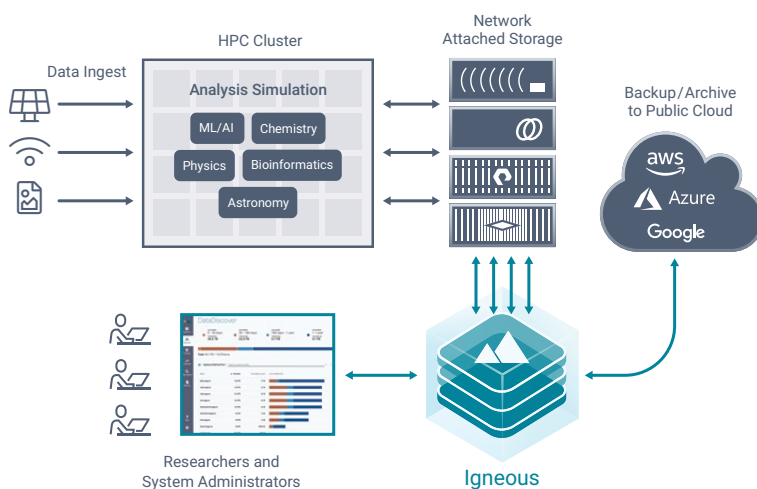 HPC Cluster
Network
Attached Storage
Data Ingest
Analysis Simulation
ML/AI
Chemistry
Physics
Bioinformatics
Astronomy
Backup/Archive
to Public Cloud
aws
Azure
Google
DataDiscover
Researchers and
System Administrators
Igneous